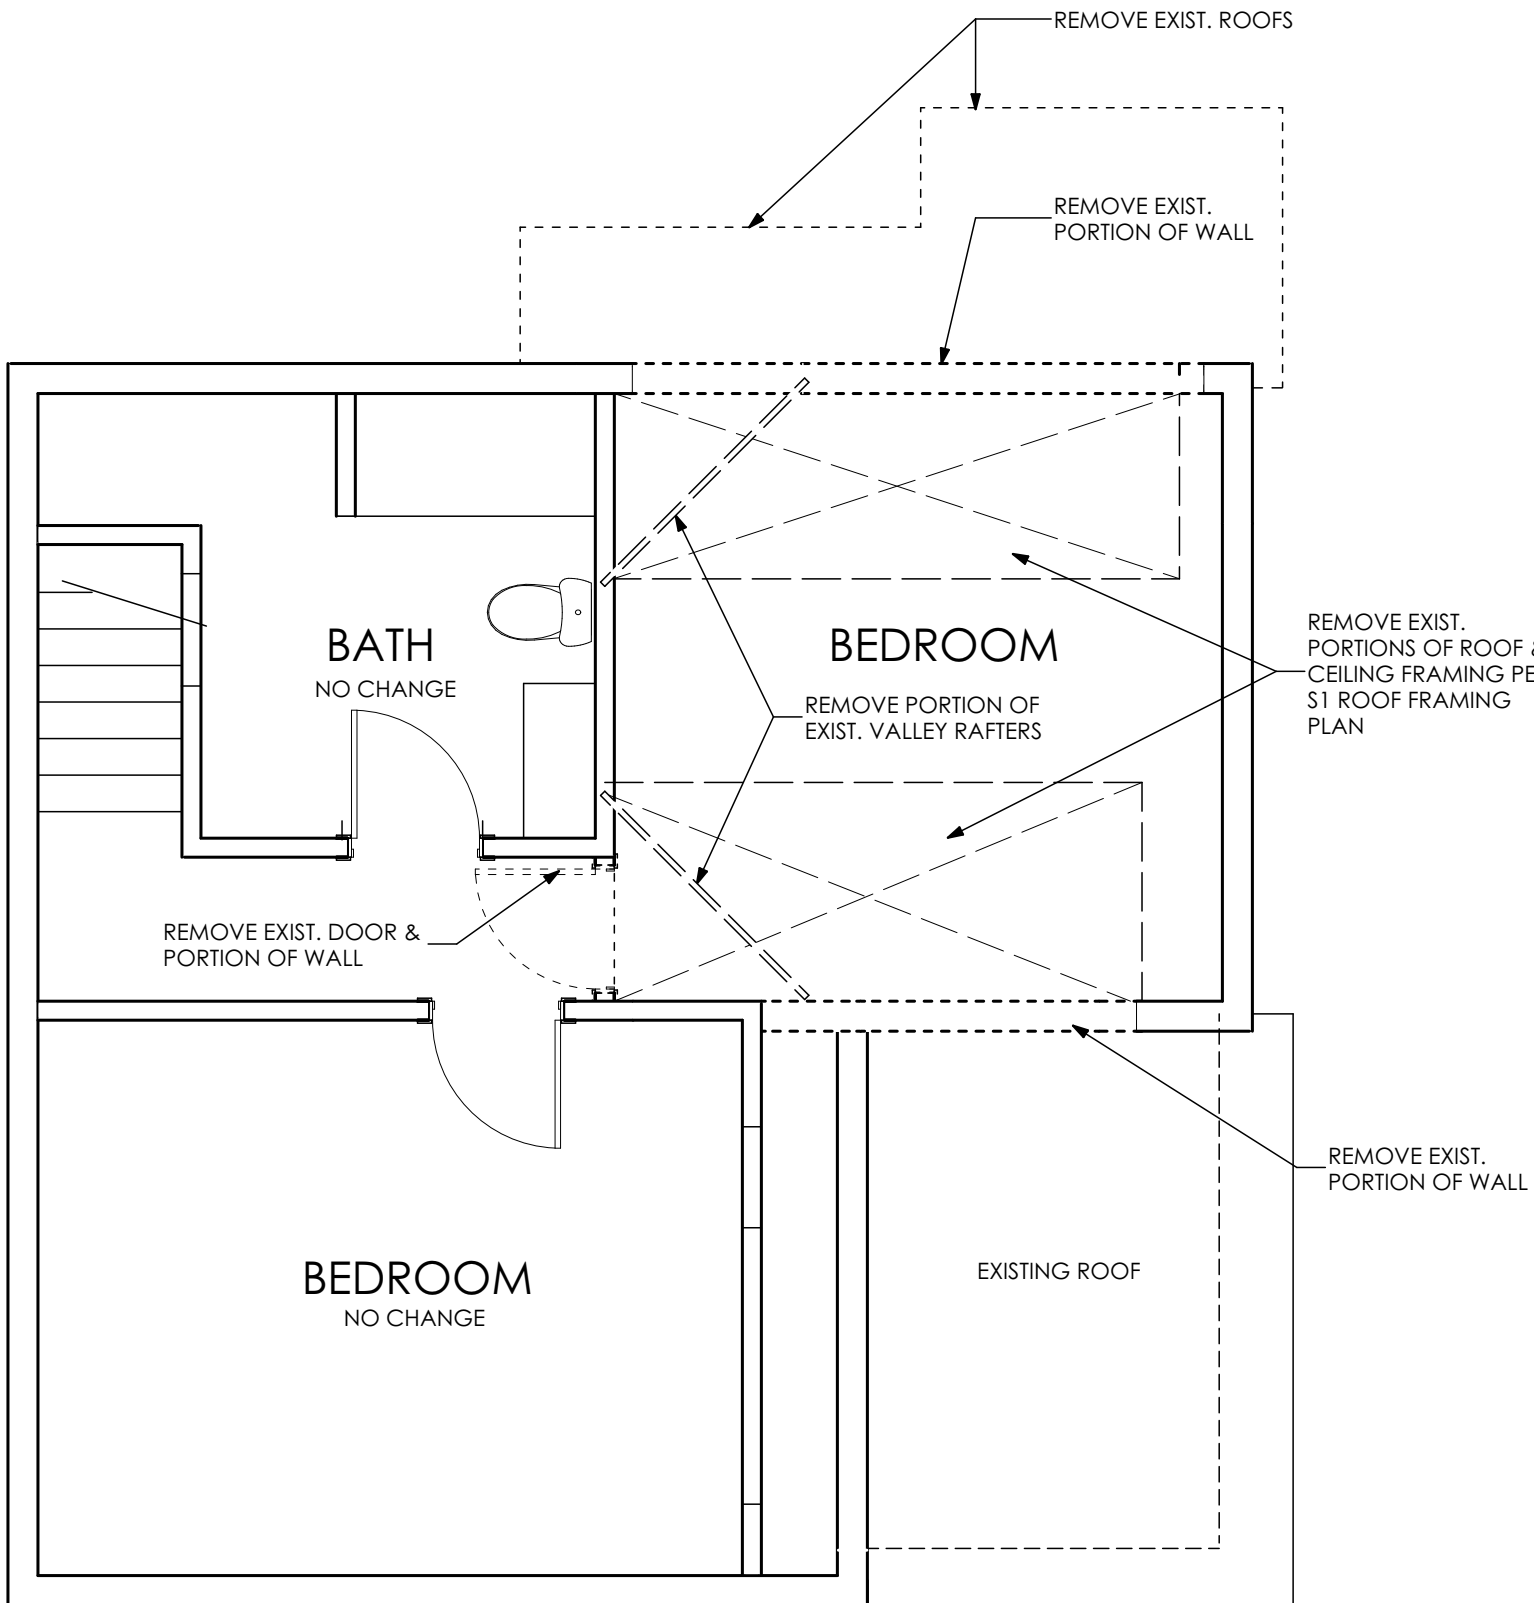 REMOVE EXIST. ROOFS
REMOVE EXIST.
PORTION OF WALL
BATH
NO CHANGE
BEDROOM
REMOVE PORTION OF
EXIST. VALLEY RAFTERS
REMOVE EXIST.
PORTIONS OF ROOF &
CEILING FRAMING PE
S1 ROOF FRAMING
PLAN
REMOVE EXIST. DOOR &
PORTION OF WALL
REMOVE EXIST.
PORTION OF WALL
BEDROOM
NO CHANGE
EXISTING ROOF